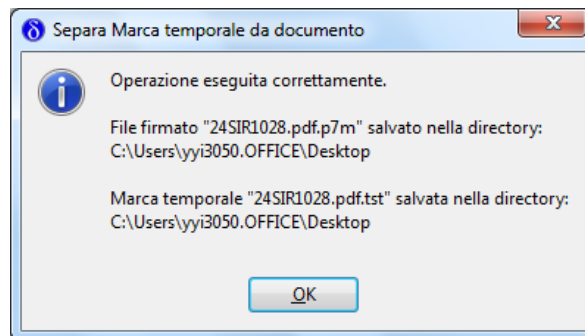 Separa Marca temporale da documento
Operazione eseguita correttamente.
File firmato "24SIR1028.pdf.p7m" salvato nella directory:
C:\Users\yyi3050.OFFICE\Desktop
Marca temporale "24SIR1028.pdf.tst" salvata nella directory:
C:\Users\yyi3050.OFFICE\Desktop
OK